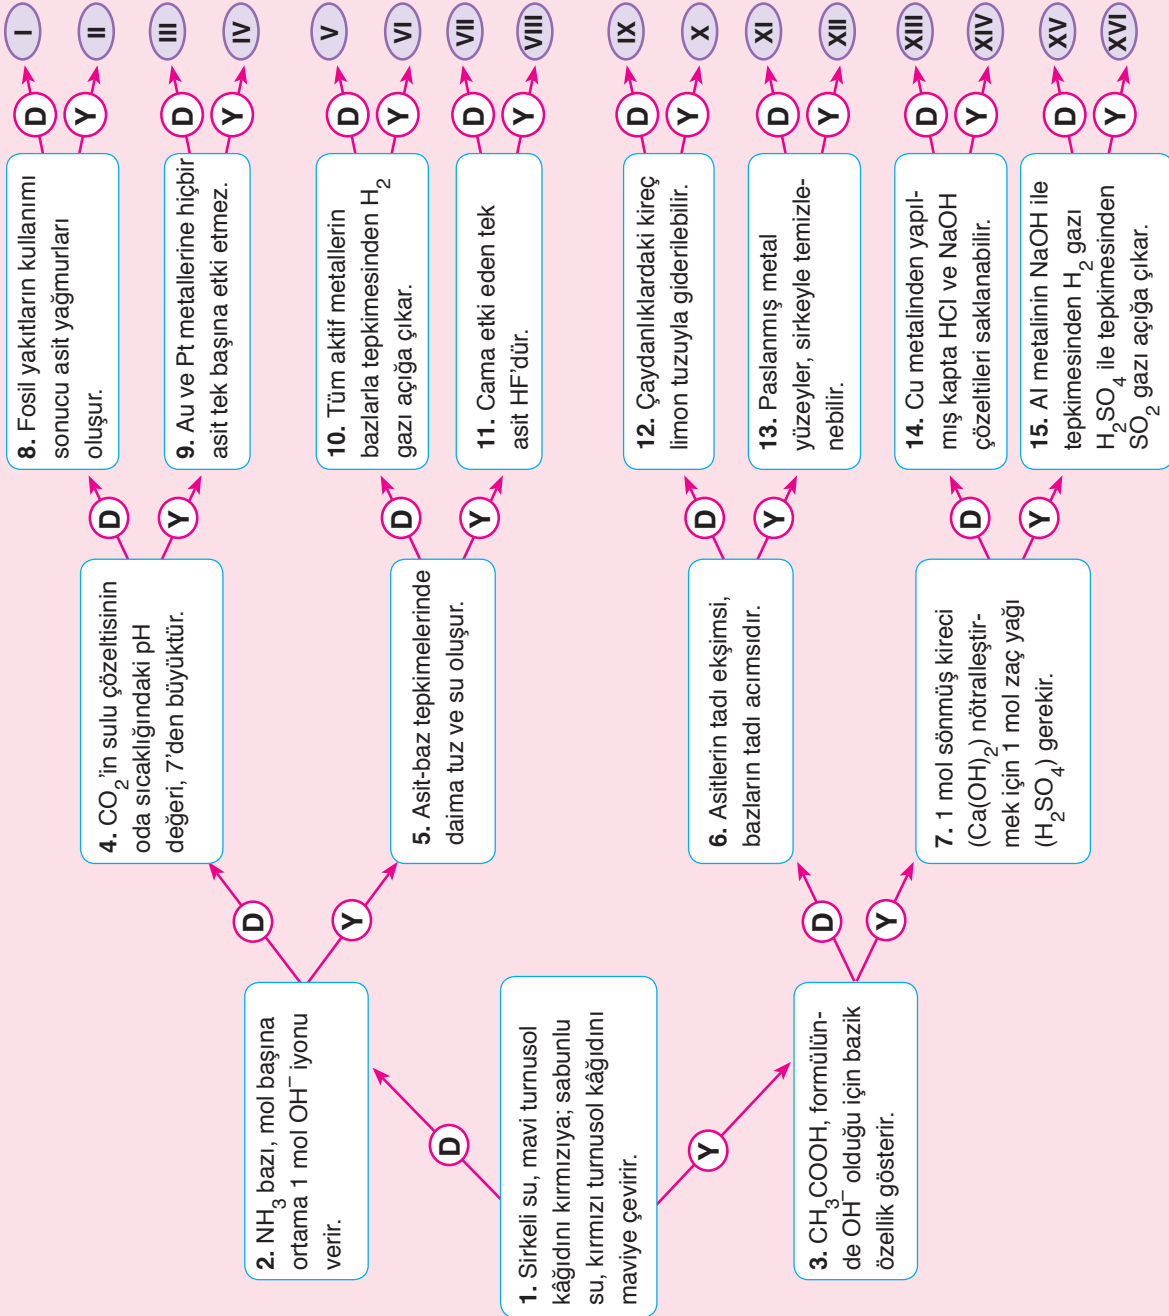 1. Sirkeli su, mavi turnusol
kâğıdını kırmızıya; sabunlu
su, kırmızı turnusol kâğıdını
maviye çevirir.
D
Y
2. NH3 bazı, mol başına
ortama 1 mol OH– iyonu
verir.
D
Y
3. CH3COOH, formülün-
de OH– olduğu için bazik
özellik gösterir.
D
Y
4. CO2'in sulu çözeltisinin
oda sıcaklığındaki pH
değeri, 7'den büyüktür.
D
Y
5. Asit-baz tepkimelerinde
daima tuz ve su oluşur.
D
Y
6. Asitlerin tadı ekşimsi,
bazların tadı acımsıdır.
D
Y
7. 1 mol sönmüş kireci
(Ca(OH)2) nötralleştir-
mek için 1 mol zaç yağı
(H2SO4) gerekir.
D
Y
8. Fosil yakıtların kullanımı
sonucu asit yağmurları
oluşur.
D
Y
9. Au ve Pt metallerine hiçbir
asit tek başına etki etmez.
D
Y
10. Tüm aktif metallerin
bazlarla tepkimesinden H2
gazı açığa çıkar.
D
Y
11. Cama etki eden tek
asit HF'dür.
D
Y
12. Çaydanlıklardaki kireç
limon tuzuyla giderilebilir.
D
Y
13. Paslanmış metal
yüzeyler, sirkeyle temizle-
nebilir.
D
Y
14. Cu metalinden yapıl-
mış kapta HCl ve NaOH
çözeltileri saklanabilir.
D
Y
15. Al metalinin NaOH ile
tepkimesinden H2 gazı
H2SO4 ile tepkimesinden
SO2 gazı açığa çıkar.
D
Y
I
II
III
IV
V
VI
VII
VIII
IX
X
XI
XII
XIII
XIV
XV
XVI